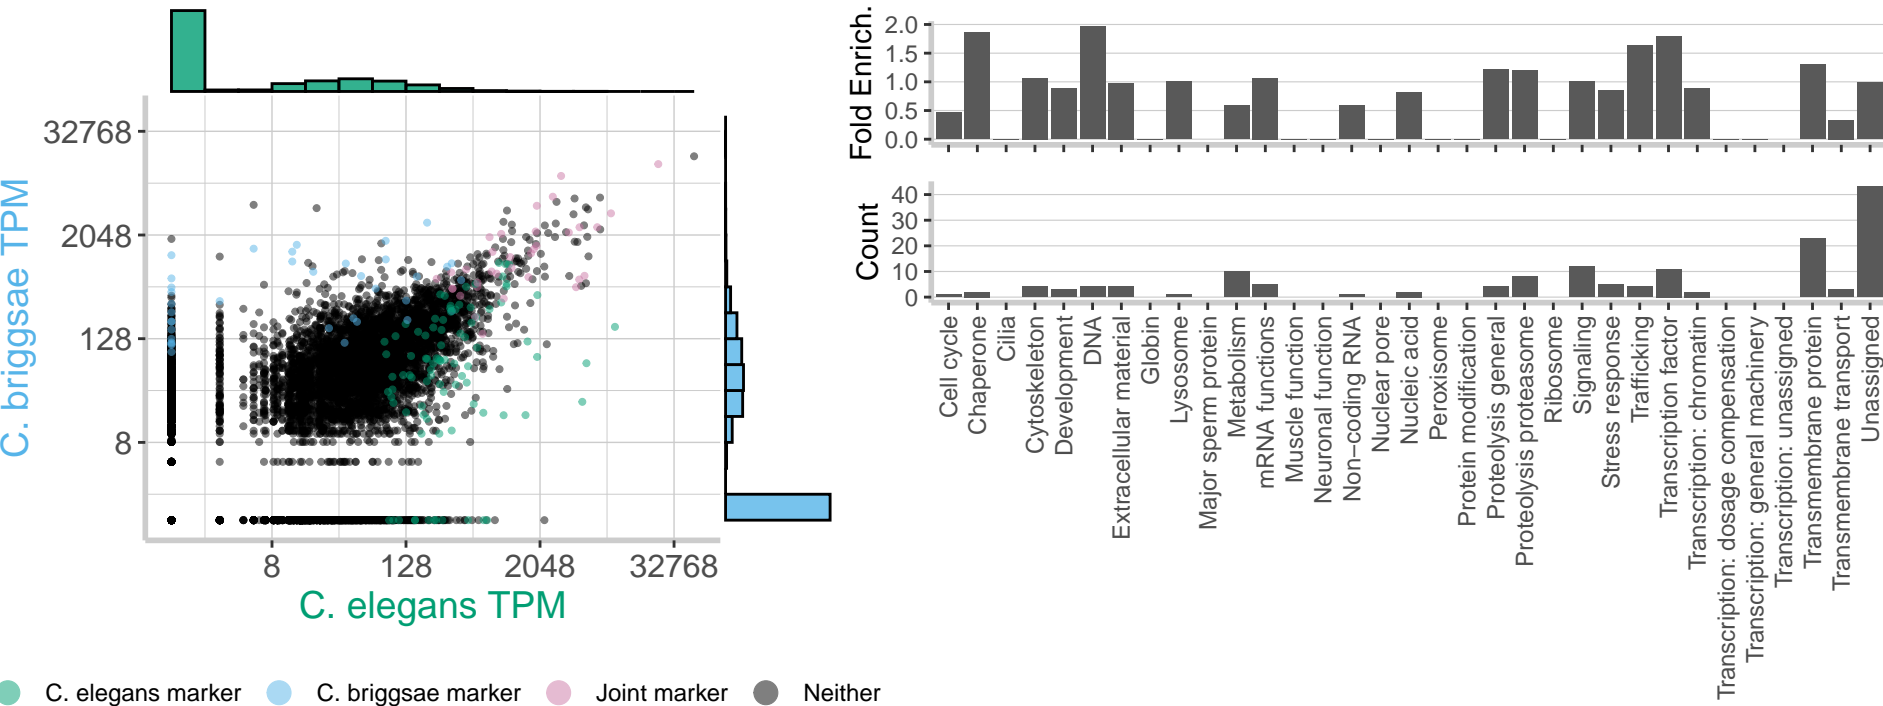 32768
2048
128
8
C. briggsae TPM
8
128
2048
32768
C. elegans TPM
C. elegans marker
C. briggsae marker
Joint marker
Neither
Fold Enrich.
2.0
1.5
1.0
0.5
0.0
Count
40
30
20
10
0
Cell cycle
Chaperone
Cilia
Cytoskeleton
Development
DNA
Extracellular material
Globin
Lysosome
Major sperm protein
Metabolism
mRNA functions
Muscle function
Neuronal function
Non−coding RNA
Nuclear pore
Nucleic acid
Peroxisome
Protein modification
Proteolysis general
Proteolysis proteasome
Ribosome
Signaling
Stress response
Trafficking
Transcription factor
Transcription: chromatin
Transcription: dosage compensation
Transcription: general machinery
Transcription: unassigned
Transmembrane protein
Transmembrane transport
Unassigned